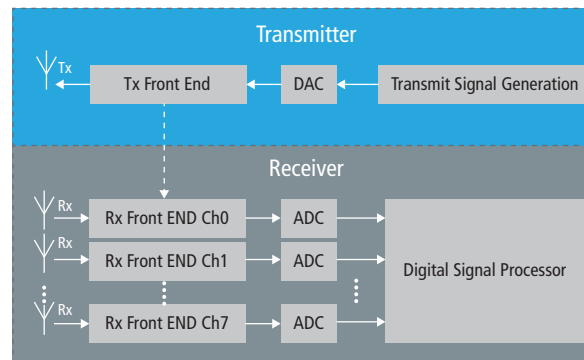 Transmitter
Tx
Tx Front End
DAC
Transmit Signal Generation
Receiver
Rx
Rx Front END Ch0
ADC
Rx
Rx Front END Ch1
ADC
Digital Signal Processor
Rx
Rx Front END Ch7
ADC